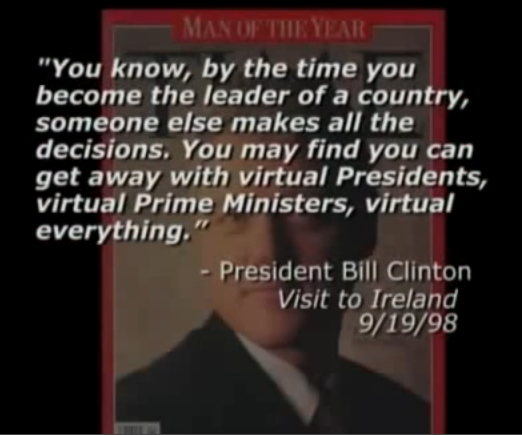 MAN OF THE YEAR
"You know, by the time you
become the leader of a country,
someone else makes all the
decisions. You may find you can
get away with virtual Presidents,
virtual Prime Ministers, virtual
everything."
- President Bill Clinton
Visit to Ireland
9/19/98